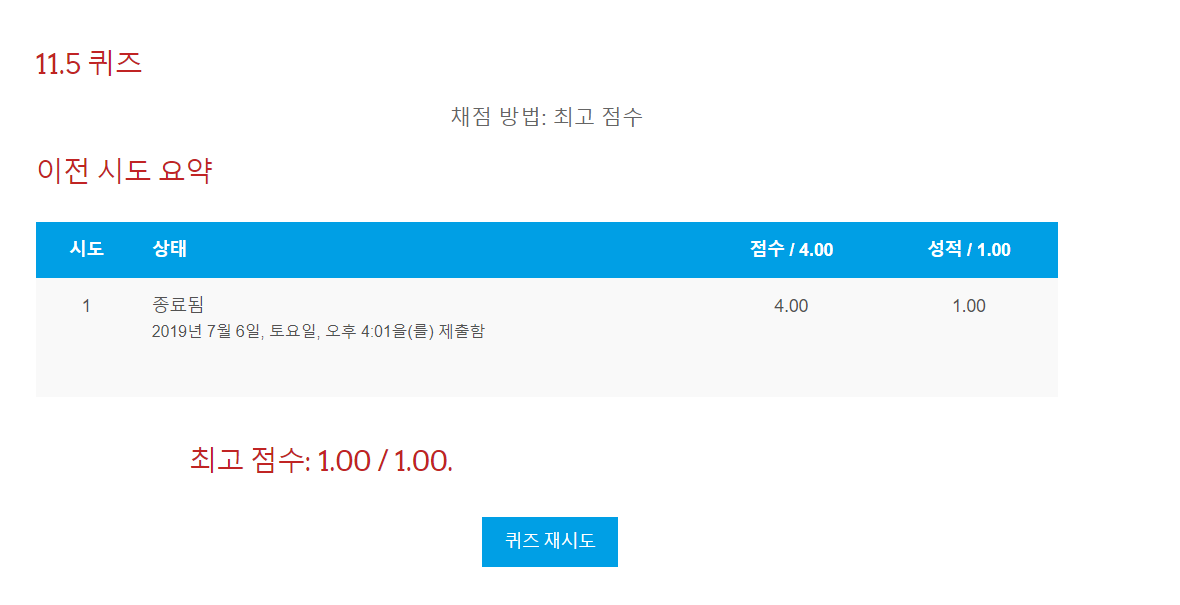 11.5 퀴즈
채점 방법: 최고 점수
이전 시도 요약
시도 상태 점수 / 4.00 성적 / 1.00
1 종료됨 4.00 1.00
2019년 7월 6일, 토요일, 오후 4:01을(를) 제출함
최고 점수: 1.00 / 1.00.
퀴즈 재시도